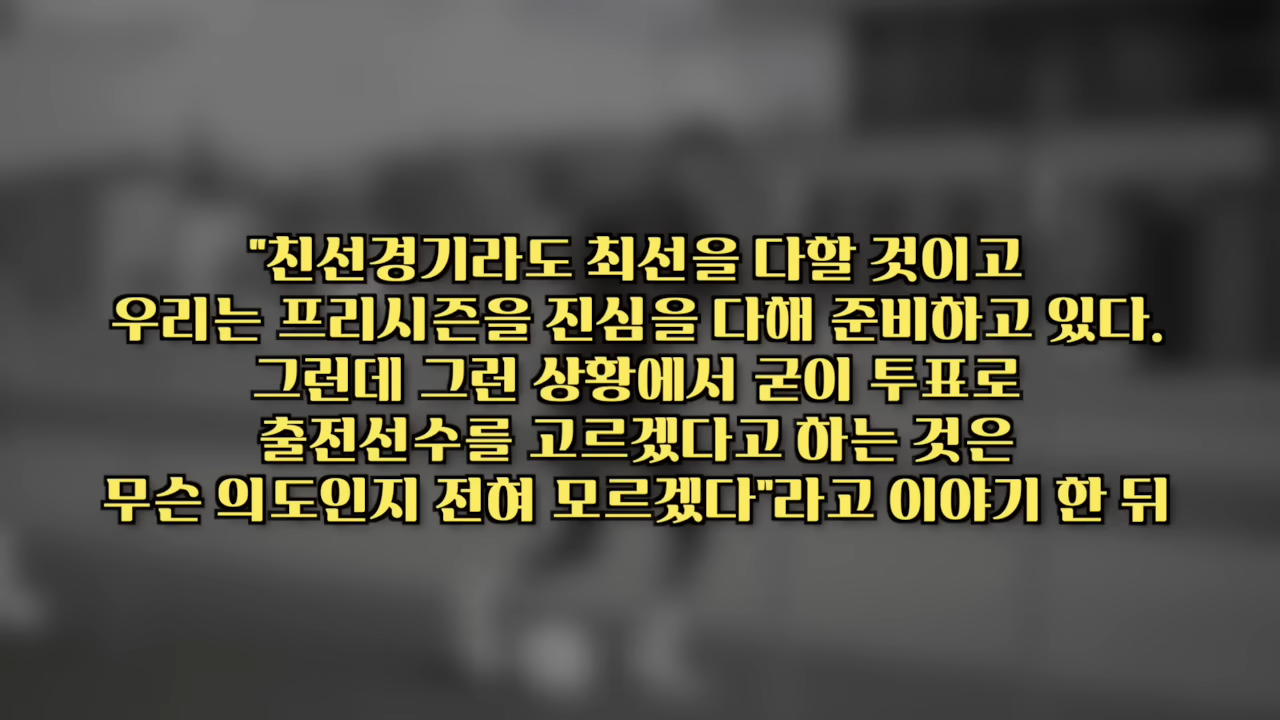 "친선경기라도 최선을 다할 것이고
우리는 프리시즌을 진심을 다해 준비하고 있다.
그런데 그런 상황에서 굳이 투표로
출전선수를 고르겠다고 하는 것은
무슨 의도인지 전혀 모르겠다"라고 이야기 한 뒤